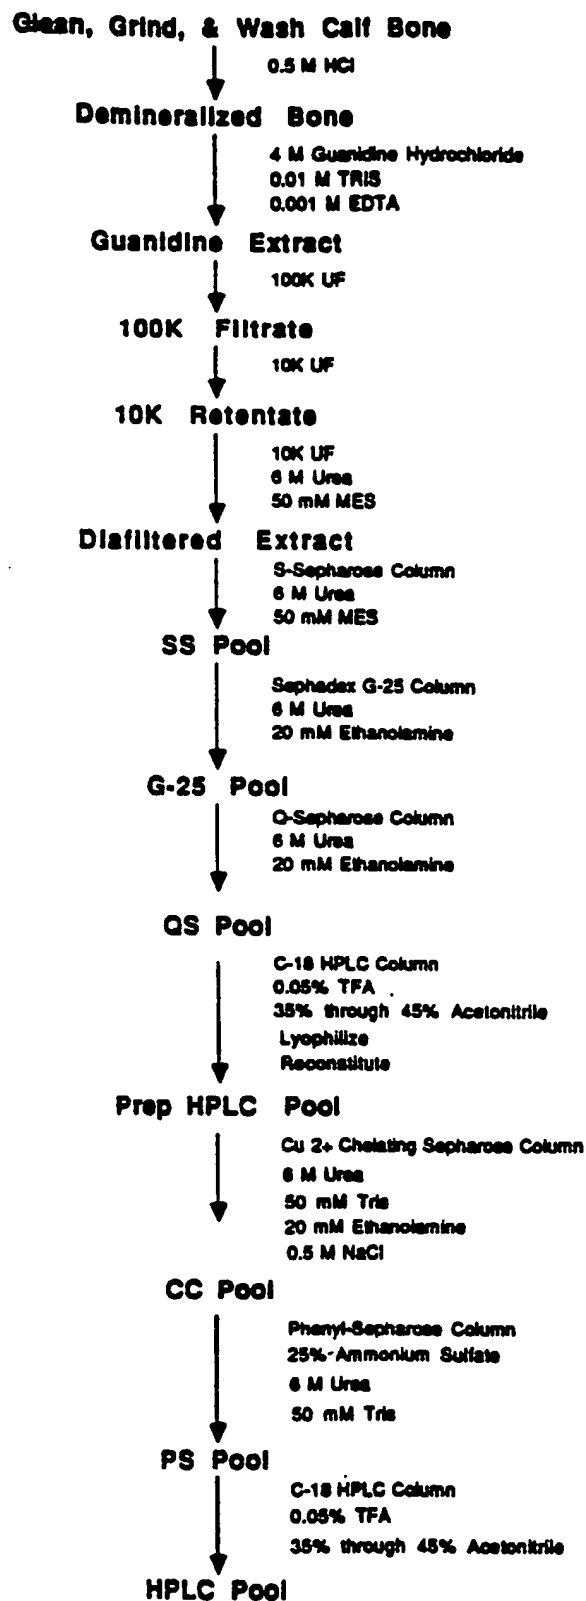 Clean, Grind, & Wash Calf Bone
0.5 M HCl
Demineralized Bone
4 M Guanidine Hydrochloride
0.01 M TRIS
0.001 M EDTA
Guanidine Extract
100K UF
100K Filtrate
10K UF
10K Retentate
10K UF
6 M Urea
50 mM MES
Diafiltered Extract
S-Sepharose Column
6 M Urea
50 mM MES
SS Pool
Sephadex G-25 Column
6 M Urea
20 mM Ethanolamine
G-25 Pool
Q-Sepharose Column
6 M Urea
20 mM Ethanolamine
QS Pool
C-18 HPLC Column
0.05% TFA
35% through 45% Acetonitrile
Lyophilize
Reconstitute
Prep HPLC Pool
Cu 2+ Chelating Sepharose Column
6 M Urea
50 mM Tris
20 mM Ethanolamine
0.5 M NaCl
CC Pool
Phenyl-Sepharose Column
25% Ammonium Sulfate
6 M Urea
50 mM Tris
PS Pool
C-18 HPLC Column
0.05% TFA
35% through 45% Acetonitrile
HPLC Pool